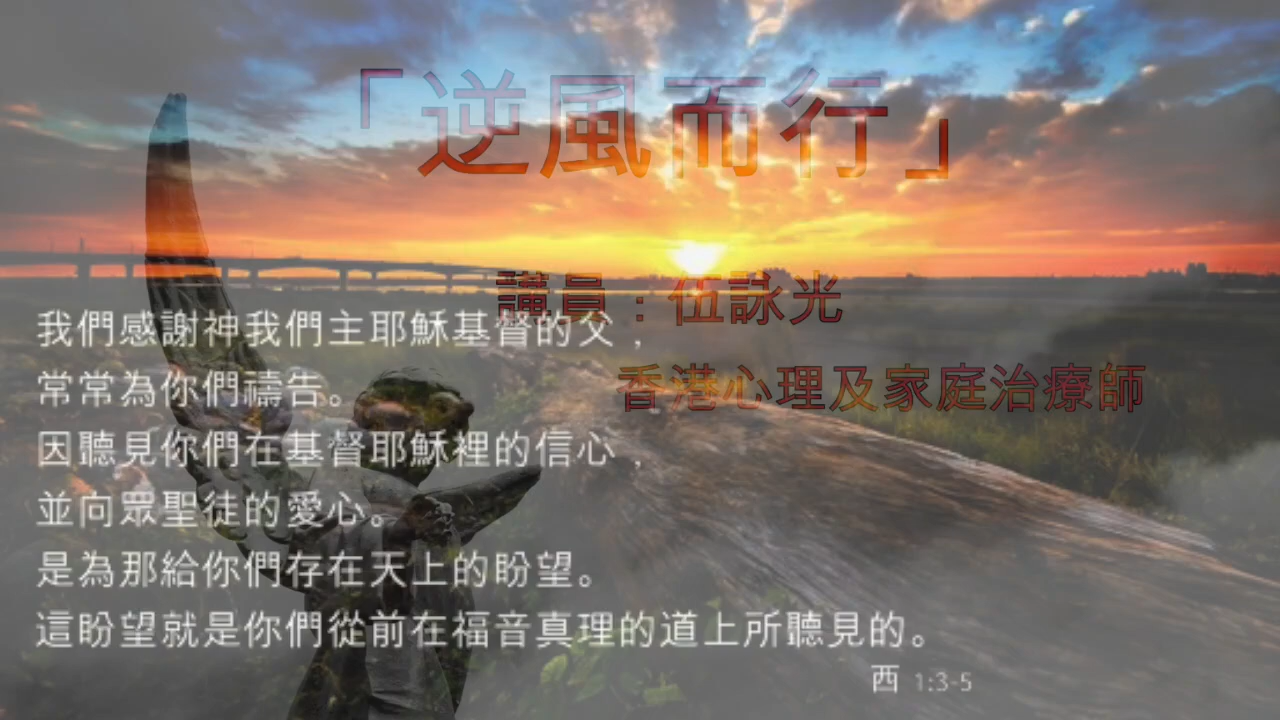 「逆風而行」
講員：伍詠光
香港心理及家庭治療師
我們感謝神我們主耶穌基督的父，
常常為你們禱告。
因聽見你們在基督耶穌裡的信心，
並向眾聖徒的愛心。
是為那給你們存在天上的盼望。
這盼望就是你們從前在福音真理的道上所聽見的。
西 1:3-5